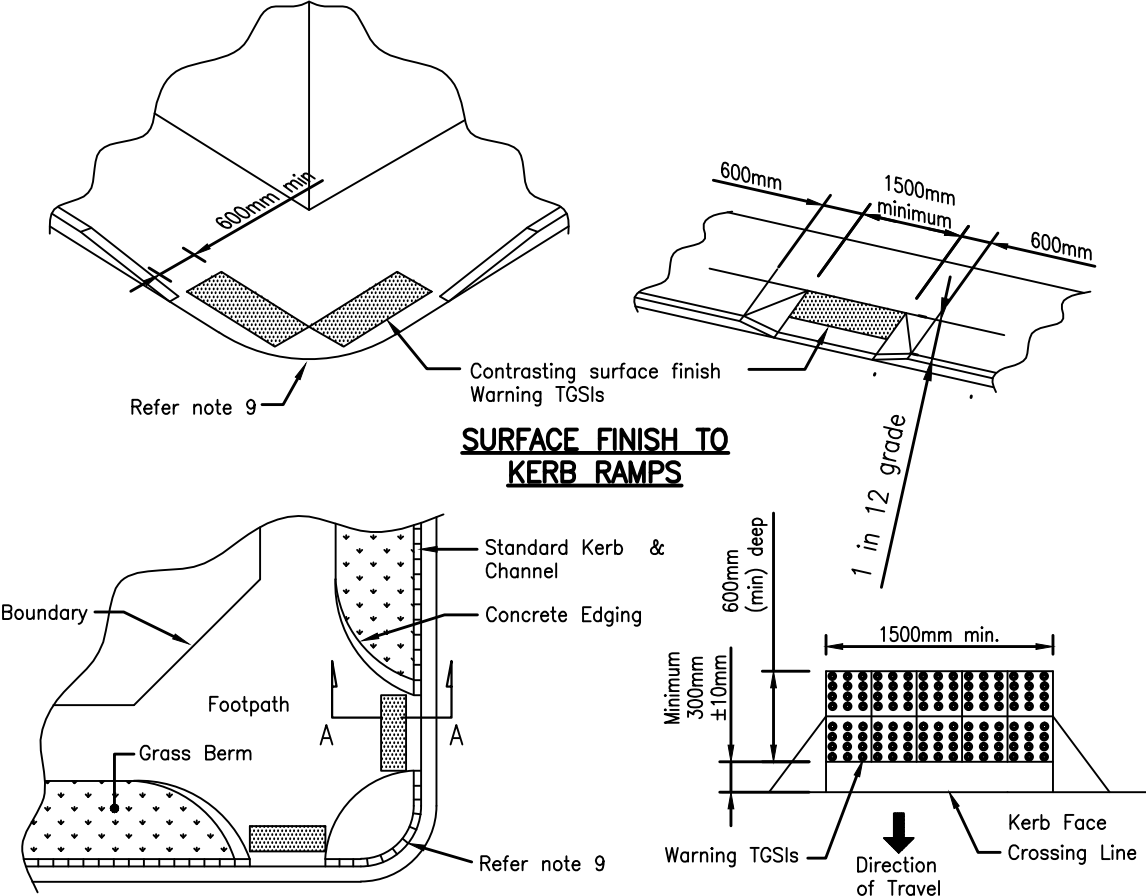 600mm min
600mm
1500mm
minimum
600mm
Contrasting surface finish
Warning TGSIs
Refer note 9
1 in 12 grade
SURFACE FINISH TO
KERB RAMPS
Standard Kerb &
Channel
Boundary
Concrete Edging
Footpath
A
A
Grass Berm
Refer note 9
600mm
(min) deep
1500mm min.
Minimum
300mm
±10mm
Warning TGSIs
Direction
of Travel
Kerb Face
Crossing Line